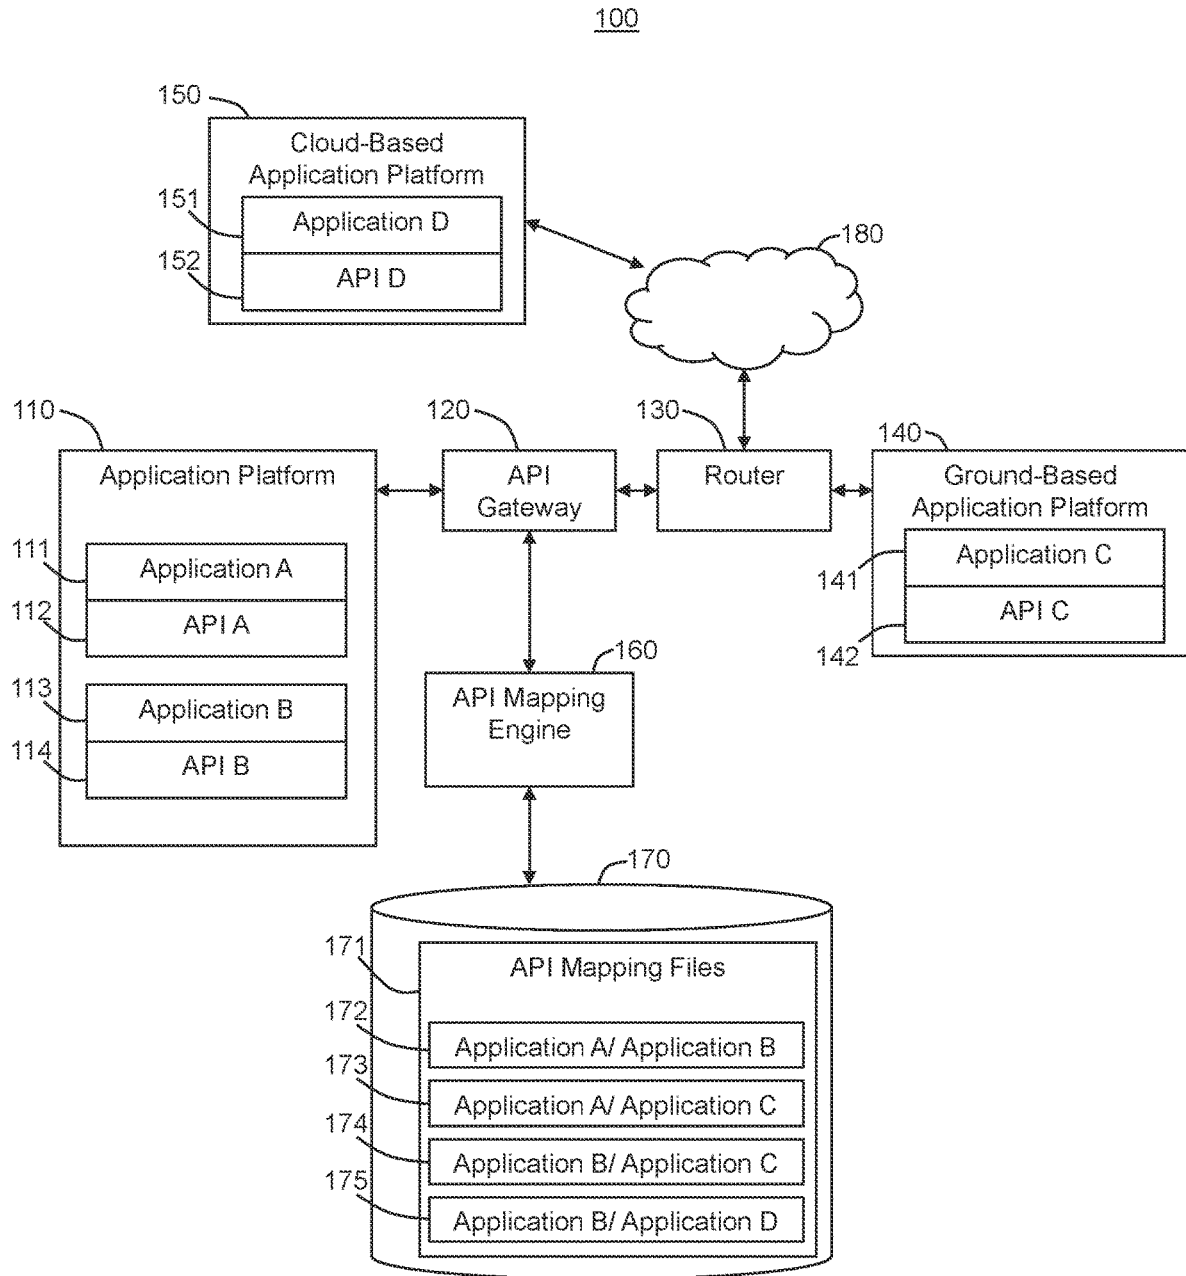 100
150
Cloud-Based
Application Platform
151
Application D
152
API D
180
110
Application Platform
111
Application A
112
API A
113
Application B
114
API B
120
API
Gateway
130
Router
140
Ground-Based
Application Platform
141
Application C
142
API C
160
API Mapping
Engine
170
171
API Mapping Files
172
Application A/ Application B
173
Application A/ Application C
174
Application B/ Application C
175
Application B/ Application D